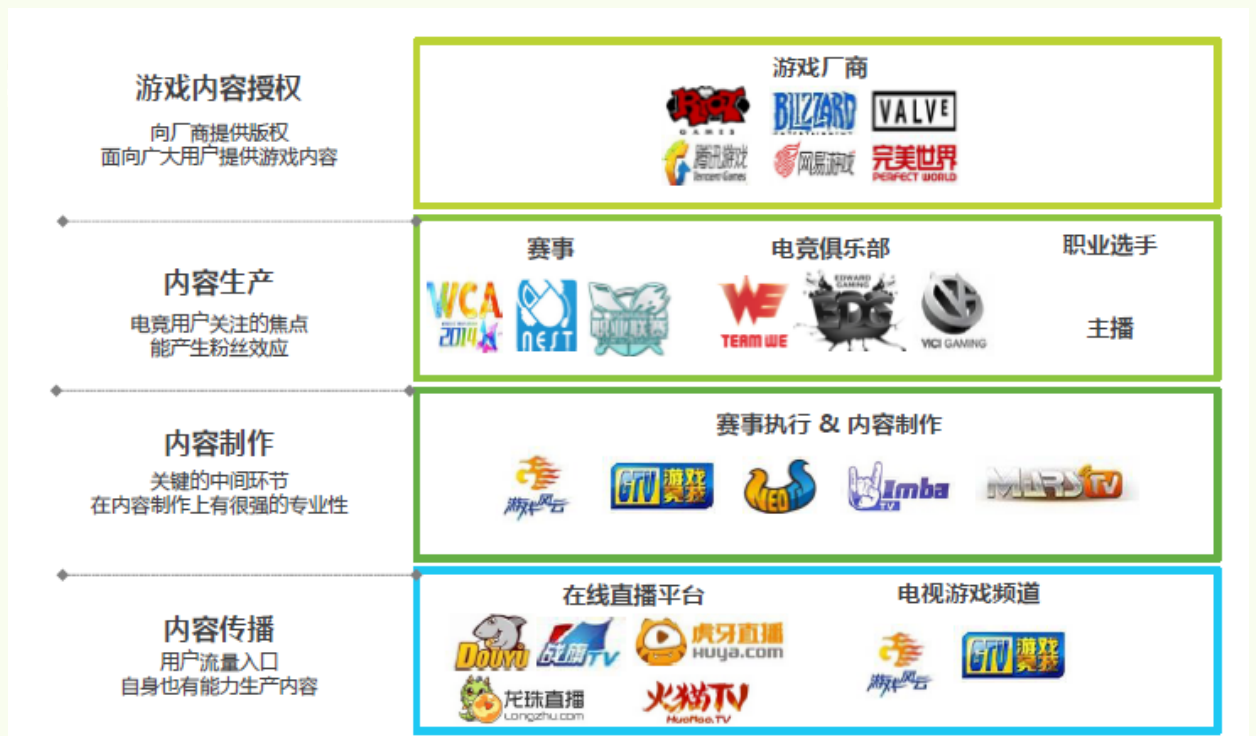 游戏内容授权
向厂商提供版权
面向广大用户提供游戏内容
游戏厂商
RIOT
GAMES
BLIZZARD
ENTERTAINMENT
VALVE
腾讯游戏
Tencent Games
网易游戏
完美世界
PERFECT WORLD
内容生产
电竞用户关注的焦点
能产生粉丝效应
赛事
WCA
2014
NEST
职业联赛
电竞俱乐部
WE
TEAM WE
EDWARD
GAMING
EDG
VG
VICI GAMING
职业选手
主播
内容制作
关键的中间环节
在内容制作上有很强的专业性
赛事执行 & 内容制作
游戏风云
GTV 游戏
竞技
NEOTV
Imba
TV
MARSTV
内容传播
用户流量入口
自身也有能力生产内容
在线直播平台
DOUYU
战旗TV
虎牙直播
HUYA.COM
龙珠直播
Longzhu.com
火猫TV
HuoMao.TV
电视游戏频道
游戏风云
GTV 游戏
竞技